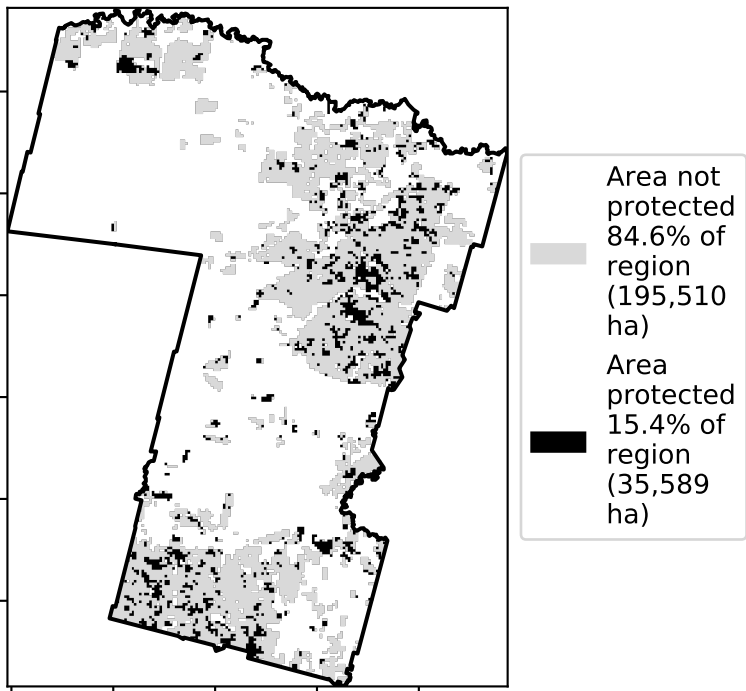 Area not
protected
84.6% of
region
(195,510
ha)
Area
protected
15.4% of
region
(35,589
ha)